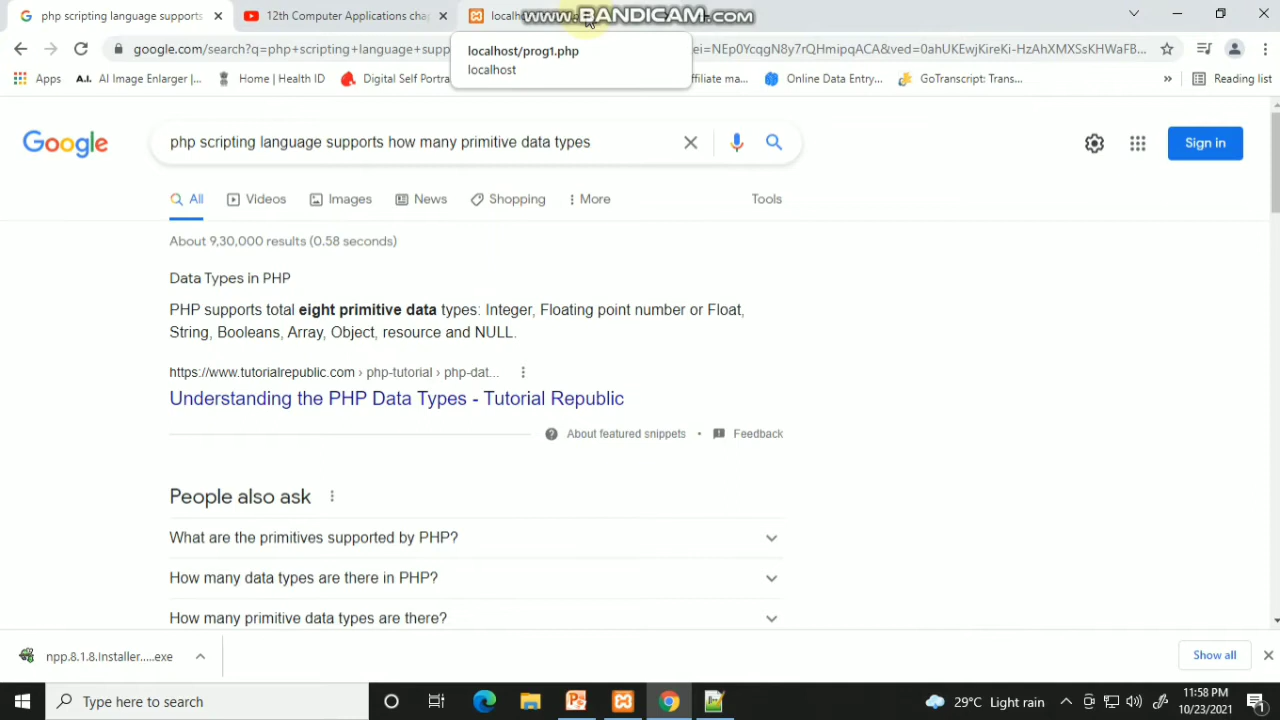 php scripting language supports
12th Computer Applications cha
www.BANDICAM.com
google.com/search?q=php+scripting+language+supp
ei=NEp0YcqgN8y7rQHmipqACA&ved=0ahUKEwjKireKi-HzAhXMXSsKHWaFB...
localhost/prog1.php
localhost
Apps
A.I.
AI Image Enlarger |...
Home | Health ID
Digital Self Portra
ffiliate ma...
Online Data Entry...
GoTranscript: Trans...
»
Reading list
Google
php scripting language supports how many primitive data types
Sign in
All
Videos
Images
News
Shopping
More
Tools
About 9,30,000 results (0.58 seconds)
Data Types in PHP
PHP supports total eight primitive data types: Integer, Floating point number or Float,
String, Booleans, Array, Object, resource and NULL.
https://www.tutorialrepublic.com › php-tutorial › php-dat...
Understanding the PHP Data Types - Tutorial Republic
About featured snippets • Feedback
People also ask
What are the primitives supported by PHP?
How many data types are there in PHP?
How many primitive data types are there?
npp.8.1.8.Installer.....exe
Show all
Type here to search
29°C Light rain
11:58 PM
10/23/2021
1